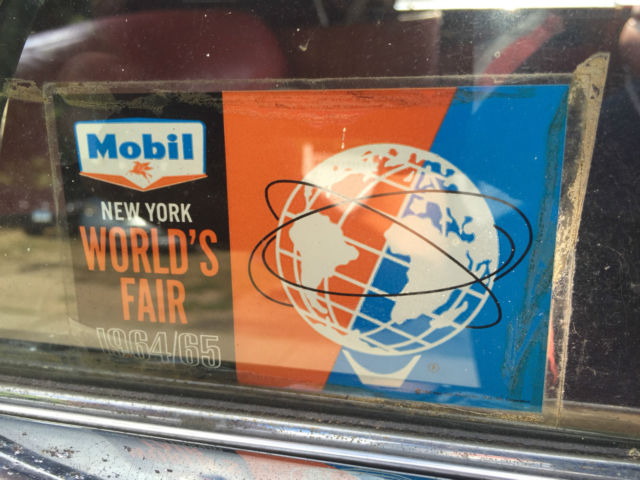 Mobil
NEW YORK
WORLD'S
FAIR
1964/65
®